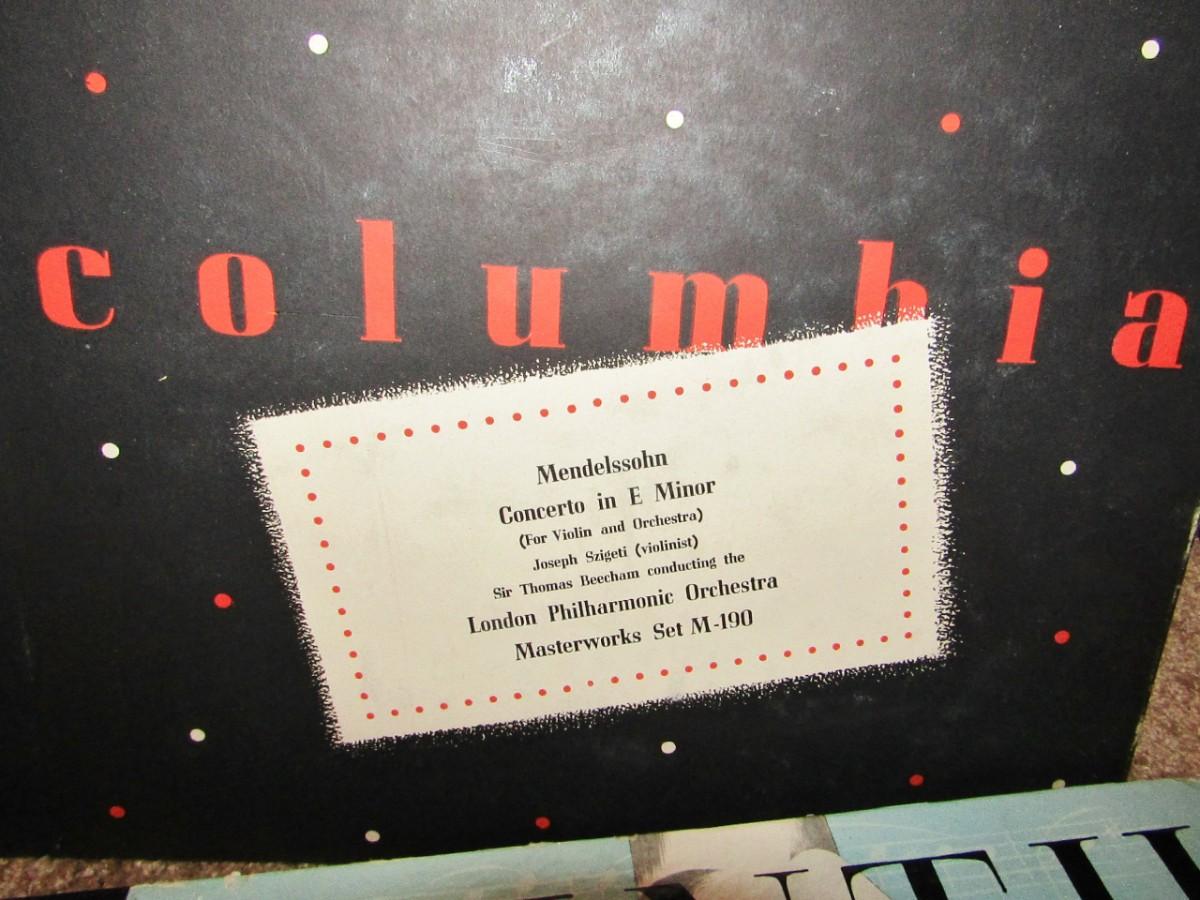 columbia
Mendelssohn
Concerto in E Minor
(For Violin and Orchestra)
Joseph Szigeti (violinist)
Sir Thomas Beecham conducting the
London Philharmonic Orchestra
Masterworks Set M-190